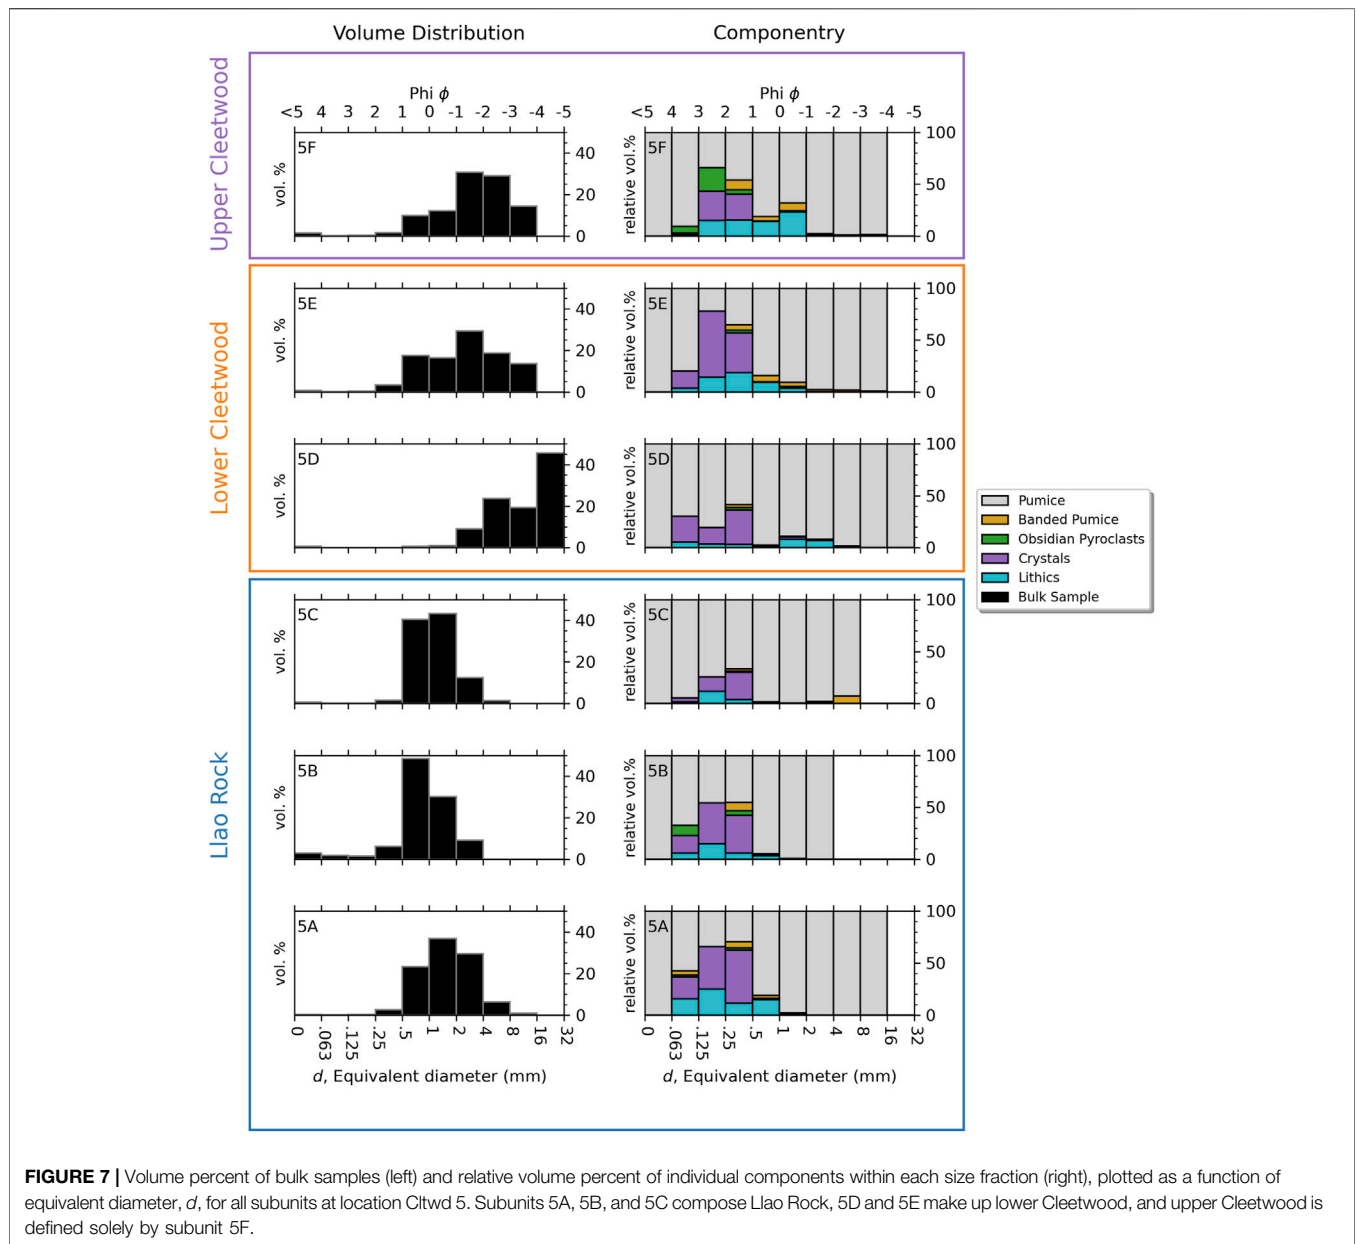 Volume Distribution
Componentry
Upper Cleetwood
Phi ϕ
<5 4 3 2 1 0 -1 -2 -3 -4 -5
5F
vol. %
40
20
0
Phi ϕ
<5 4 3 2 1 0 -1 -2 -3 -4 -5
5F
relative vol.%
100
50
0
Lower Cleetwood
5E
vol. %
40
20
0
5E
relative vol.%
100
50
0
5D
vol. %
40
20
0
5D
relative vol.%
100
50
0
Pumice
Banded Pumice
Obsidian Pyroclasts
Crystals
Lithics
Bulk Sample
Llao Rock
5C
vol. %
40
20
0
5C
relative vol.%
100
50
0
5B
vol. %
40
20
0
5B
relative vol.%
100
50
0
5A
vol. %
40
20
0
0 .063 .125 .25 .5 1 2 4 8 16 32
d, Equivalent diameter (mm)
5A
relative vol.%
100
50
0
0 .063 .125 .25 .5 1 2 4 8 16 32
d, Equivalent diameter (mm)
FIGURE 7 | Volume percent of bulk samples (left) and relative volume percent of individual components within each size fraction (right), plotted as a function of
equivalent diameter, d, for all subunits at location Cltwd 5. Subunits 5A, 5B, and 5C compose Llao Rock, 5D and 5E make up lower Cleetwood, and upper Cleetwood is
defined solely by subunit 5F.